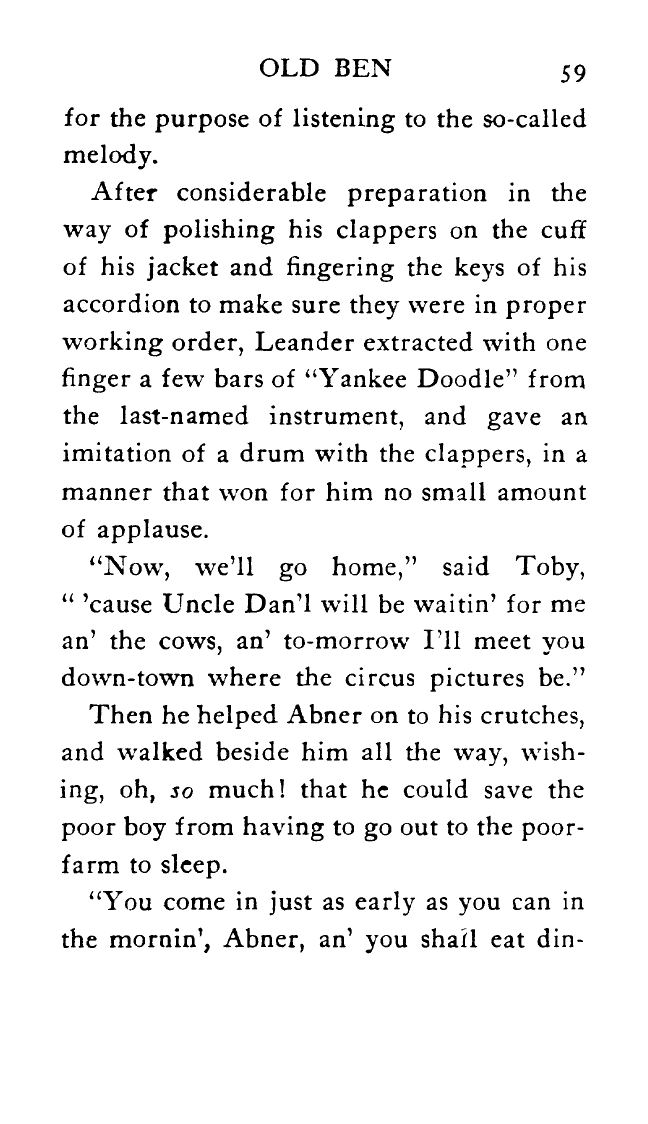 OLD BEN 59
for the purpose of listening to the so-called
melody.
After considerable preparation in the
way of polishing his clappers on the cuff
of his jacket and fingering the keys of his
accordion to make sure they were in proper
working order, Leander extracted with one
finger a few bars of “Yankee Doodle” from
the last-named instrument, and gave an
imitation of a drum with the clappers, in a
manner that won for him no small amount
of applause.
“Now, we’ll go home,” said Toby,
“ ’cause Uncle Dan’l will be waitin’ for me
an’ the cows, an’ to-morrow I’ll meet you
down-town where the circus pictures be.”
Then he helped Abner on to his crutches,
and walked beside him all the way, wish-
ing, oh, so much! that he could save the
poor boy from having to go out to the poor-
farm to sleep.
“You come in just as early as you can in
the mornin’, Abner, an’ you shall eat din-